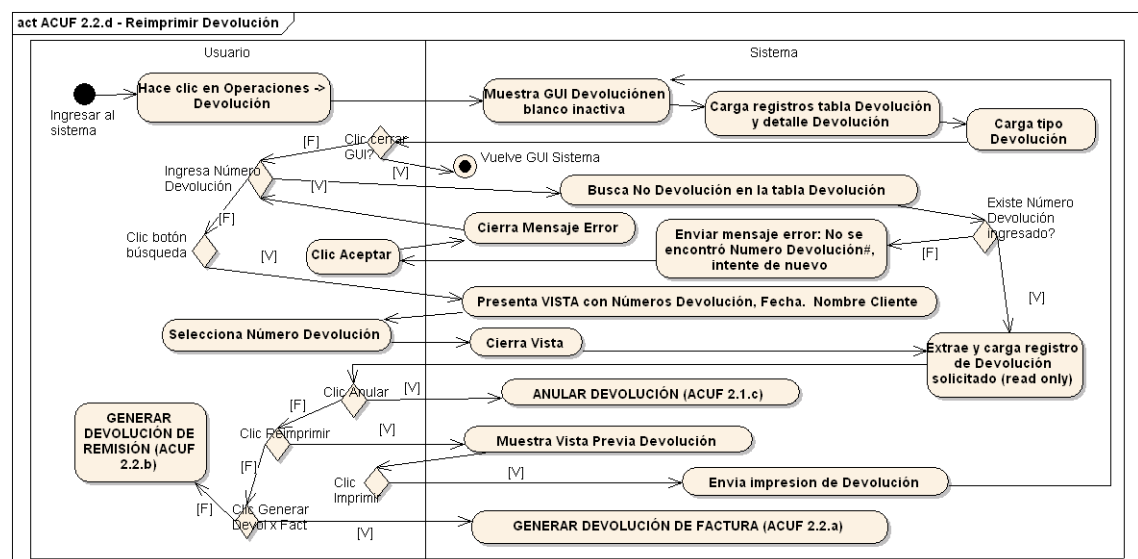 act ACUF 2.2.d - Reimprimir Devolución
Usuario
Sistema
Ingresar al
sistema
Hace clic en Operaciones ->
Devolución
Muestra GUI Devoluciónen
blanco inactiva
Carga registros tabla Devolución
y detalle Devolución
Carga tipo
Devolución
Clic cerrar
GUI?
[F]
[V]
Vuelve GUI Sistema
Ingresa Número
Devolución
[V]
[F]
Busca No Devolución en la tabla Devolución
Existe Número
Devolución
ingresado?
[F]
[V]
Enviar mensaje error: No se
encontró Numero Devolución#,
intente de nuevo
Cierra Mensaje Error
Clic Aceptar
Clic botón
búsqueda
[V]
Presenta VISTA con Números Devolución, Fecha.  Nombre Cliente
Selecciona Número Devolución
Cierra Vista
Extrae y carga registro
de Devolución
solicitado (read only)
Clic Anular
[V]
[F]
ANULAR DEVOLUCIÓN (ACUF 2.1.c)
GENERAR
DEVOLUCIÓN DE
REMISIÓN (ACUF
2.2.b)
Clic Reimprimir
[V]
[F]
Muestra Vista Previa Devolución
Clic
Imprimir
[V]
Envia impresion de Devolución
Clic Generar
Devol x Fact
[F]
[V]
GENERAR DEVOLUCIÓN DE FACTURA (ACUF 2.2.a)